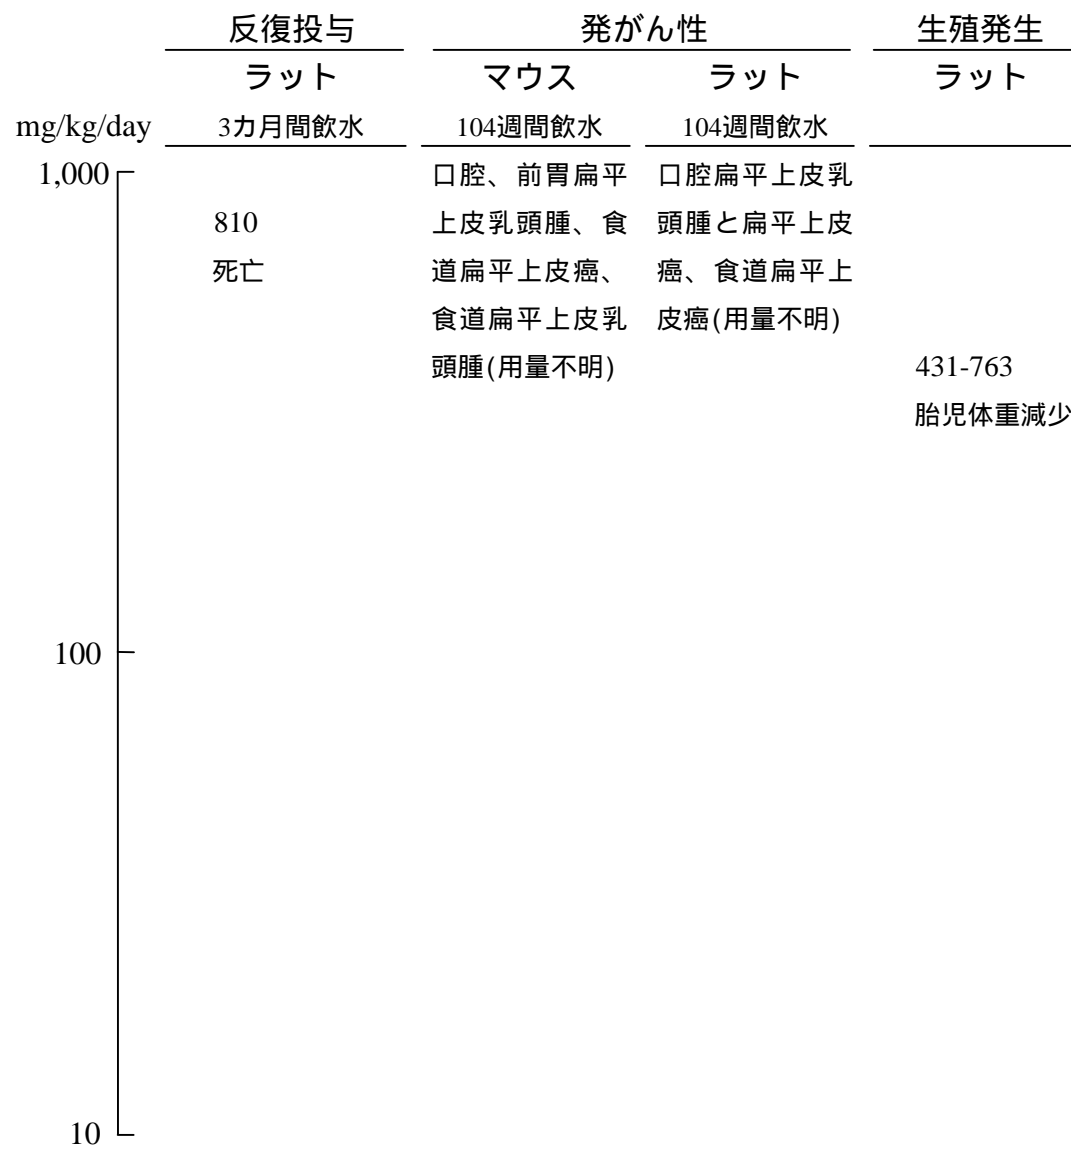 反復投与 発がん性 生殖発生
ラット マウス ラット ラット
mg/kg/day 3カ月間飲水 104週間飲水 104週間飲水
1,000
810
死亡
口腔、前胃扁平
上皮乳頭腫、食
道扁平上皮癌、
食道扁平上皮乳
頭腫(用量不明)
口腔扁平上皮乳
頭腫と扁平上皮
癌、食道扁平上
皮癌(用量不明)
431-763
胎児体重減少
100
10